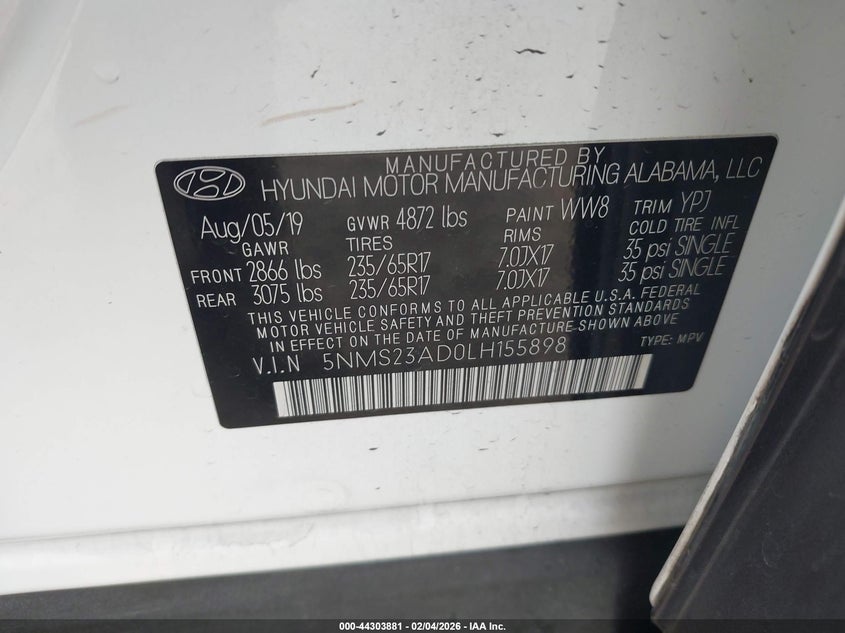 MANUFACTURED BY
HYUNDAI MOTOR MANUFACTURING ALABAMA, LLC
Aug/05/19 GVWR 4872 lbs PAINT WW8 TRIM YPJ
GAWR TIRES RIMS COLD TIRE INFL
FRONT 2866 lbs 235/65R17 7.0JX17 35 psi SINGLE
REAR 3075 lbs 235/65R17 7.0JX17 35 psi SINGLE
THIS VEHICLE CONFORMS TO ALL APPLICABLE U.S.A. FEDERAL
MOTOR VEHICLE SAFETY AND THEFT PREVENTION STANDARDS
IN EFFECT ON THE DATE OF MANUFACTURE SHOWN ABOVE
V.I.N 5NMS23AD0LH155898 TYPE: MPV
000-44303881 - 02/04/2026 - IAA Inc.